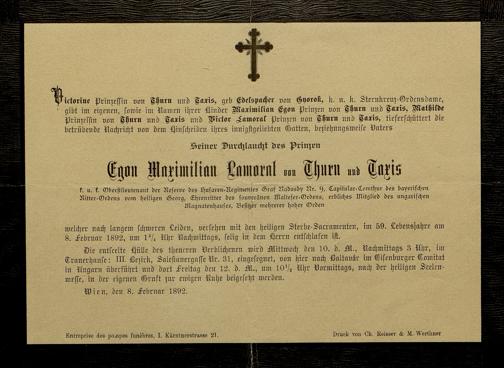 Victorine Prinzessin von Thurn und Taxis, geb Edelspacher von Gyorok, k. u. k. Sternkreuz-Ordensdame,
gibt im eigenen, sowie im Namen ihrer Kinder Maximilian Egon Prinzen von Thurn und Taxis, Mathilde
Prinzessin von Thurn und Taxis und Victor Lamoral Prinzen von Thurn und Taxis, tieferschüttert die
betrübende Nachricht von dem Hinscheiden ihres innigstgeliebten Gatten, beziehungsweise Vaters
Seiner Durchlaucht des Prinzen
Egon Maximilian Lamoral von Thurn und Taxis
k. u. k. Oberstlieutenant der Reserve des Husaren-Regimentes Graf Nádasdy Nr. 9, Capitular-Comthur des bayerischen
Ritter-Ordens vom heiligen Georg, Ehrenritter des souveränen Malteser-Ordens, erbliches Mitglied des ungarischen
Magnatenhauses, Besitzer mehrerer hoher Orden
welcher nach langem schweren Leiden, versehen mit den heiligen Sterbe-Sacramenten, im 59. Lebensjahre am
8. Februar 1892, um 1¾ Uhr Nachmittags, selig in dem Herrn entschlafen ist.
Die entseelte Hülle des theueren Verblichenen wird Mittwoch den 10. d. M., Nachmittags 3 Uhr, im
Trauerhause: III. Bezirk, Salesianergasse Nr. 31, eingesegnet, von hier nach Baltavár im Eisenburger Comitat
in Ungarn überführt und dort Freitag den 12. d. M., um 10½ Uhr Vormittags, nach der heiligen Seelen-
messe, in der eigenen Gruft zur ewigen Ruhe beigesetzt werden.
Wien, den 8. Februar 1892.
Entreprise des pompes funèbres, I. Kärntnerstrasse 21.
Druck von Ch. Reisser & M. Werthner